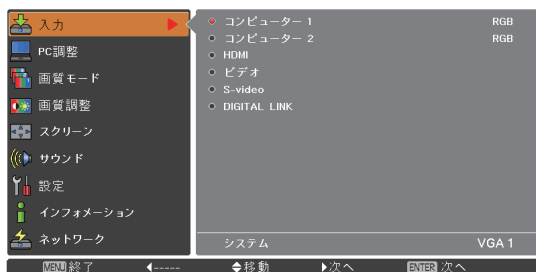 入力
PC調整
画質モード
画質調整
スクリーン
サウンド
設定
インフォメーション
ネットワーク
コンピューター 1 RGB
コンピューター 2 RGB
HDMI
ビデオ
S-video
DIGITAL LINK
システム VGA 1
MENU 終了 ◀----- ◆移動 ▶次へ ENTER 次へ